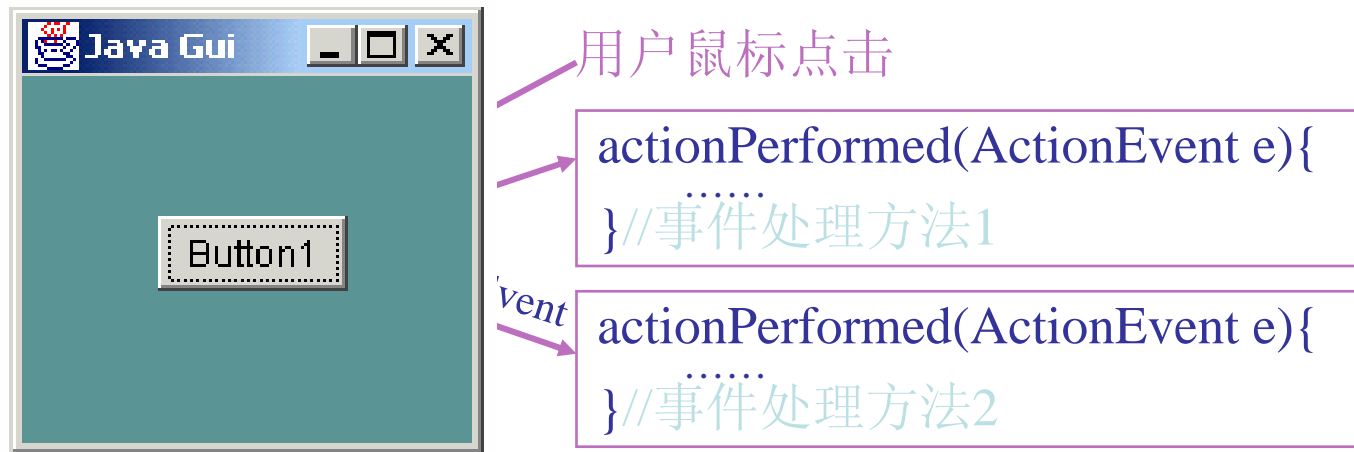 Java Gui
用户鼠标点击
actionPerformed(ActionEvent e){
……
}//事件处理方法1
Button1
vent
actionPerformed(ActionEvent e){
……
}//事件处理方法2